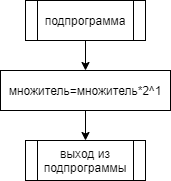 подпрограмма
множитель=множитель*2^1
выход из
подпрограммы